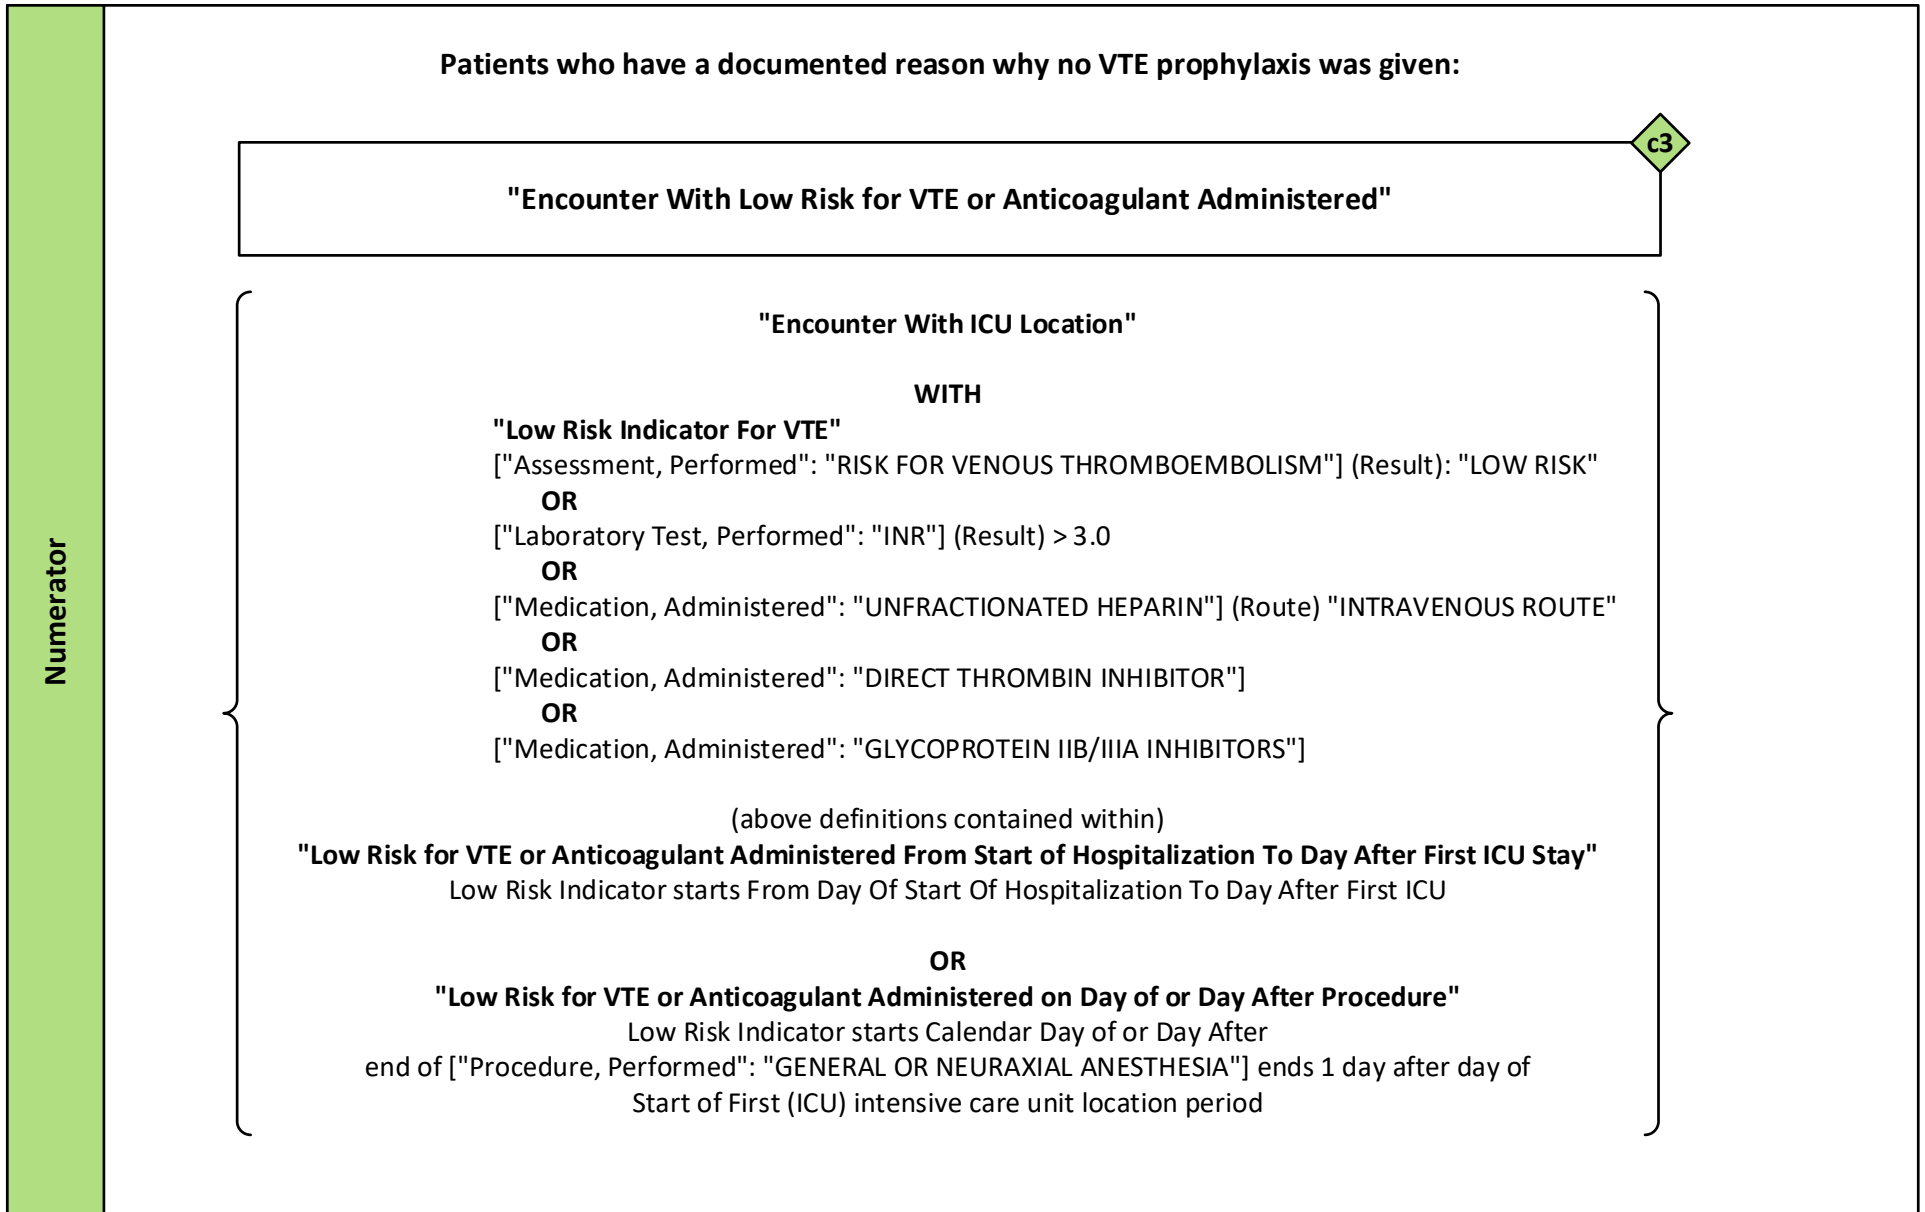 Numerator
Patients who have a documented reason why no VTE prophylaxis was given:
c3
"Encounter With Low Risk for VTE or Anticoagulant Administered"
"Encounter With ICU Location"
WITH
"Low Risk Indicator For VTE"
["Assessment, Performed": "RISK FOR VENOUS THROMBOEMBOLISM"] (Result): "LOW RISK"
OR
["Laboratory Test, Performed": "INR"] (Result) > 3.0
OR
["Medication, Administered": "UNFRACTIONATED HEPARIN"] (Route) "INTRAVENOUS ROUTE"
OR
["Medication, Administered": "DIRECT THROMBIN INHIBITOR"]
OR
["Medication, Administered": "GLYCOPROTEIN IIB/IIIA INHIBITORS"]
(above definitions contained within)
"Low Risk for VTE or Anticoagulant Administered From Start of Hospitalization To Day After First ICU Stay"
Low Risk Indicator starts From Day Of Start Of Hospitalization To Day After First ICU
OR
"Low Risk for VTE or Anticoagulant Administered on Day of or Day After Procedure"
Low Risk Indicator starts Calendar Day of or Day After
end of ["Procedure, Performed": "GENERAL OR NEURAXIAL ANESTHESIA"] ends 1 day after day of
Start of First (ICU) intensive care unit location period